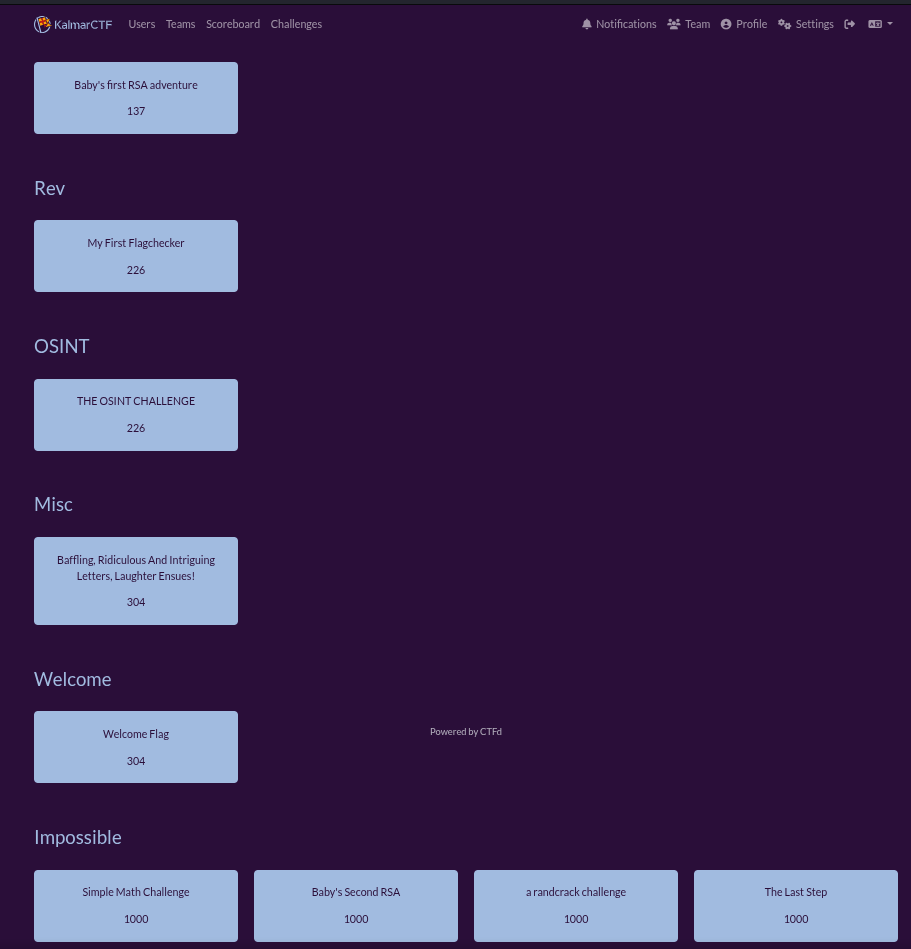 KalmarCTF Users Teams Scoreboard Challenges Notifications Team Profile Settings
Baby's first RSA adventure
137
Rev
My First Flagchecker
226
OSINT
THE OSINT CHALLENGE
226
Misc
Baffling, Ridiculous And Intriguing
Letters, Laughter Ensues!
304
Welcome
Welcome Flag
304
Powered by CTFd
Impossible
Simple Math Challenge
1000
Baby's Second RSA
1000
a randcrack challenge
1000
The Last Step
1000